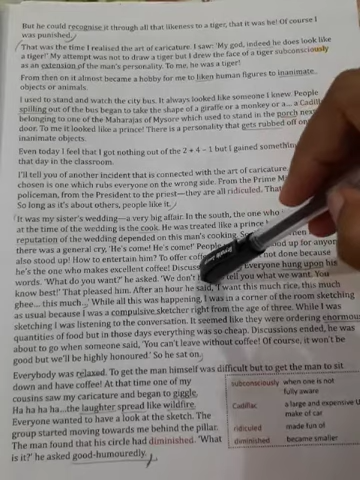 But he could recognise it through all that likeness to a tiger, that it was be! Of course I
was punished.
That was the time I realised the art of caricature. I saw: 'My god, indeed he does look like
a tiger!' My attempt was not to draw a tiger but I drew the face of a tiger subconsciously
as an extension of the man's personality. To me, he was a tiger!
From then on it almost became a hobby for me to liken human figures to inanimate
objects or animals.
I used to stand and watch the city bus. It always looked like someone I knew. People
spilling out of the bus began to take the shape of a giraffe or a monkey or a... a Cadill
belonging to one of the Maharajas of Mysore which used to stand in the porch next
door. To me it looked like a prince! There is a personality that gets rubbed off on
inanimate objects.
Even today I feel that I got nothing out of the 2 + 4 – 1 but I gained something
that day in the classroom.
I'll tell you of another incident that is connected with the art of caricature.
chosen is one which rubs everyone on the wrong side. From the Prime M
policeman, from the President to the priest—they are all ridiculed. That's
So long as it's about others, people like it.
It was my sister's wedding—a very big affair. In the south, the one who
at the time of the wedding is the cook. He was treated like a prince
reputation of the wedding depended on this man's cooking. S when
there was a general cry, 'He's come! He's come!' People up for anyone
also stood up! How to entertain him? To offer coff not done because
he's the one who makes excellent coffee! Discuss everyone hung upon his
words. 'What do you want?' he asked. 'We don't tell you what we want. You
know best!' That pleased him. After an hour he said, 'I want this much rice, this much
ghee... this much...' While all this was happening, I was in a corner of the room sketching
as usual because I was a compulsive sketcher right from the age of three. While I was
sketching I was listening to the conversation. It seemed like they were ordering enormous
quantities of food but in those days everything was so cheap. Discussions ended, he was
about to go when someone said, 'You can't leave without coffee! Of course, it won't be
good but we'll be highly honoured.' So he sat on.
Everybody was relaxed. To get the man himself was difficult but to get the man to sit
down and have coffee! At that time one of my
cousins saw my caricature and began to giggle.
Ha ha ha ha...the laughter spread like wildfire.
Everyone wanted to have a look at the sketch. The
group started moving towards me behind the pillar.
The man found that his circle had diminished. 'What
is it?' he asked good-humouredly.
subconsciously when one is not
fully aware
Cadillac a large and expensive U
make of car
ridiculed made fun of
diminished became smaller